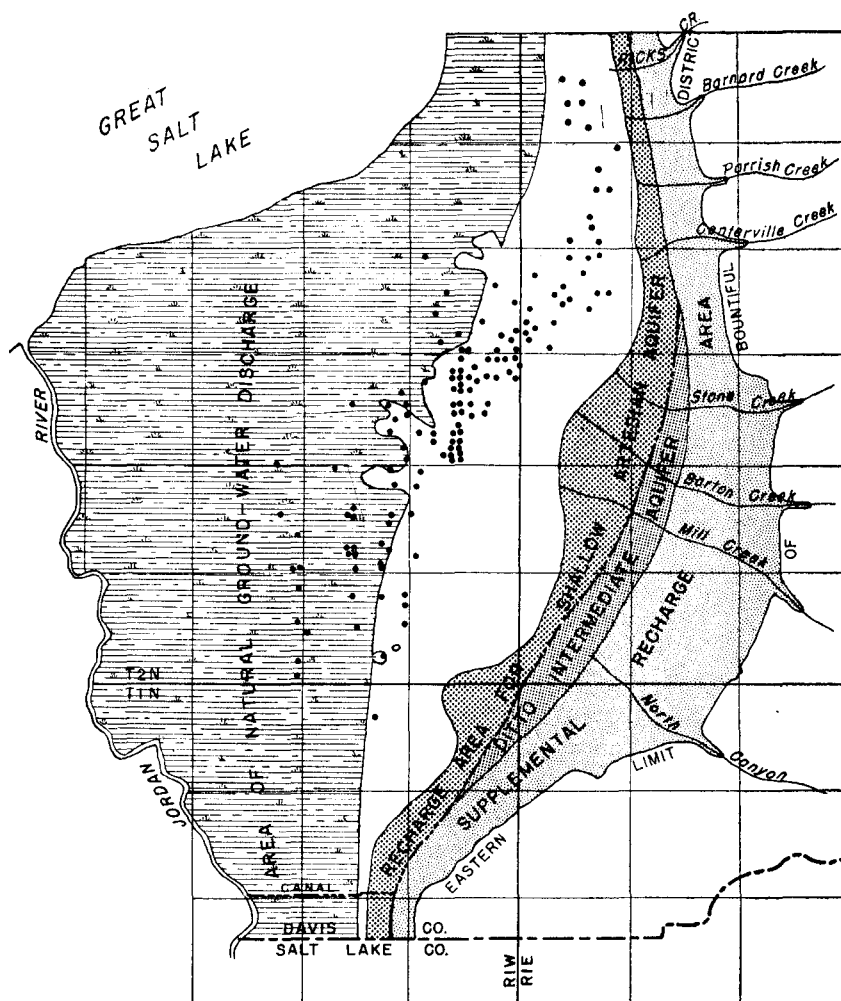 GREAT
SALT
LAKE
RICKS CR.
DISTRICT
Barnard Creek
Parrish Creek
Centerville Creek
AREA OF NATURAL GROUND-WATER DISCHARGE
RECHARGE AREA FOR SHALLOW ARTESIAN AQUIFER
DITTO INTERMEDIATE AQUIFER
SUPPLEMENTAL RECHARGE AREA
EASTERN LIMIT OF BOUNTIFUL
Stone Creek
Barton Creek
Mill Creek
North Canyon
JORDAN RIVER
T2N
T1N
CANAL
DAVIS CO.
SALT LAKE CO.
R1W
R1E